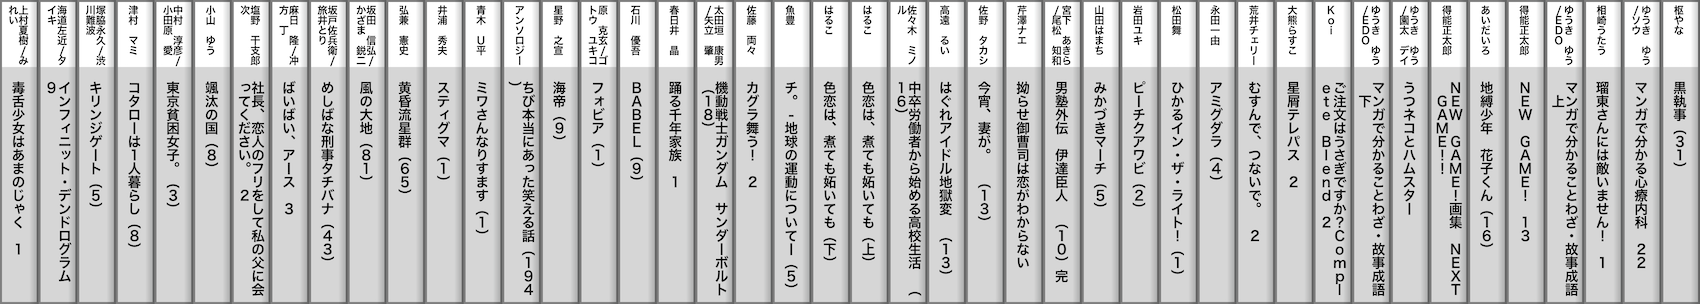 枢やな
黒執事（３１）
ゆうき　ゆう
／ソウ
マンガで分かる心療内科　２２
相崎うたう
瑠東さんには敵いません！　１
ゆうき　ゆう
／ＥＤＯ
マンガで分かることわざ・故事成語
上
得能正太郎
ＮＥＷ　ＧＡＭＥ！　１３
あいだいろ
地縛少年　花子くん（１６）
得能正太郎
ＮＥＷ　ＧＡＭＥ！画集　ＮＥＸＴ
ＧＡＭＥ！！
ゆうき　ゆう
／園太　デイ
うつネコとハムスター
ゆうき　ゆう
／ＥＤＯ
マンガで分かることわざ・故事成語
下
Ｋｏｉ
ご注文はうさぎですか？Ｃｏｍｐｌ
ｅｔｅ　Ｂｌｅｎｄ　２
大熊らすこ
星屑テレパス　２
荒井チェリー
むすんで、つないで。　２
永田一由
アミグダラ（４）
松田舞
ひかるイン・ザ・ライト！（１）
岩田ユキ
ピーチクアワビ（２）
山田はまち
みかづきマーチ（５）
宮下　あきら
／尾松　知和
男塾外伝　伊達臣人　（１０）完
芹澤ナエ
拗らせ御曹司は恋がわからない
佐野　タカシ
今宵、妻が。　（１３）
高遠　るい
はぐれアイドル地獄変　（１３）
佐々木　ミノ
ル
中卒労働者から始める高校生活　（
１６）
はるこ
色恋は、煮ても妬いても（上）
はるこ
色恋は、煮ても妬いても（下）
魚豊
チ。‐地球の運動について―（５）
佐藤　両々
カグラ舞う！　２
太田垣　康男
／矢立　肇
機動戦士ガンダム　サンダーボルト
（１８）
春日井　晶
踊る千年家族　１
石川　優吾
ＢＡＢＥＬ（９）
原　克玄／ゴ
トウ　ユキコ
フォビア（１）
星野　之宣
海帝（９）
アンソロジー
ちび本当にあった笑える話（１９４
）
青木　Ｕ平
ミワさんなりすます（１）
井浦　秀夫
スティグマ（１）
弘兼　憲史
黄昏流星群（６５）
坂田　信弘／
かざま　鋭二
風の大地（８１）
坂戸佐兵衛／
旅井とり
めしばな刑事タチバナ（４３）
麻日　隆／冲
方　丁
ばいばい、アース　３
塩野　干支郎
次
社長、恋人のフリをして私の父に会
ってください。　２
小山　ゆう
颯汰の国（８）
中村　淳彦／
小田原　愛
東京貧困女子。（３）
津村　マミ
コタローは１人暮らし（８）
塚脇永久／渋
川難波
キリンジゲート（５）
海道左近／タ
イキ
インフィニット・デンドログラム
９
上村夏樹／み
れい
毒舌少女はあまのじゃく　１